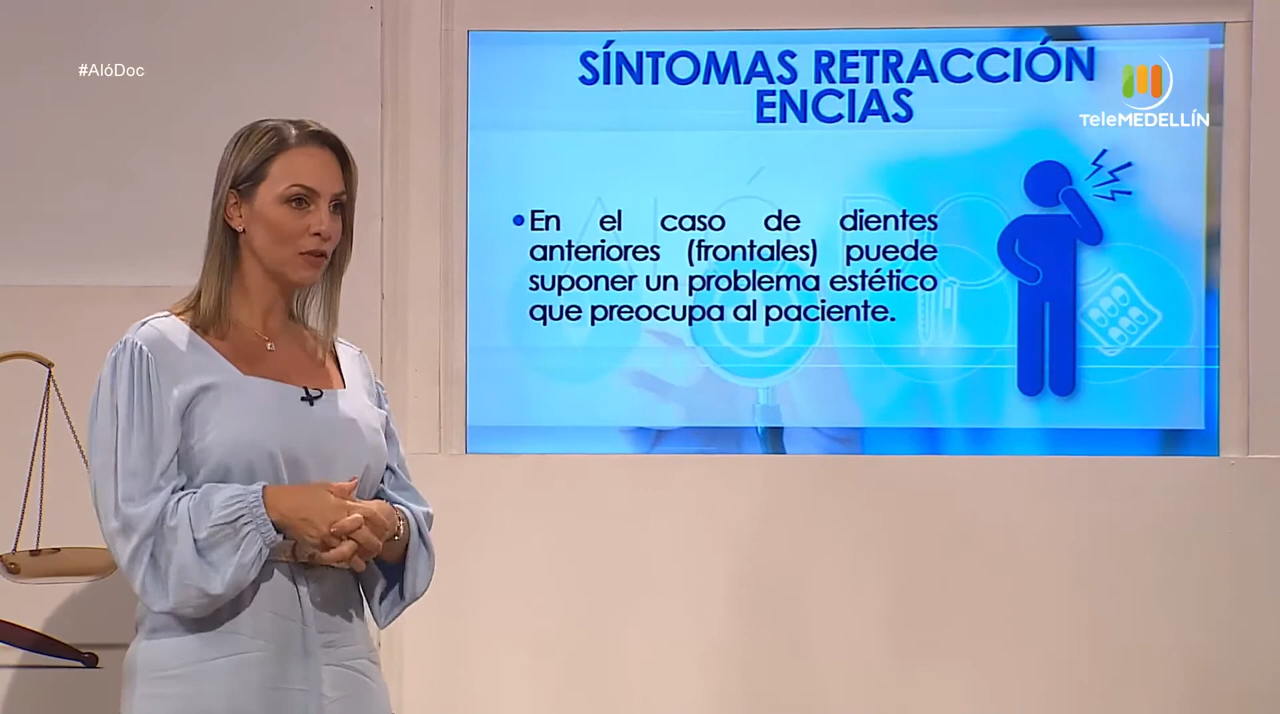 #AlóDoc
SÍNTOMAS RETRACCIÓN
ENCIAS
TeleMEDELLÍN
•En el caso de dientes
anteriores (frontales) puede
suponer un problema estético
que preocupa al paciente.